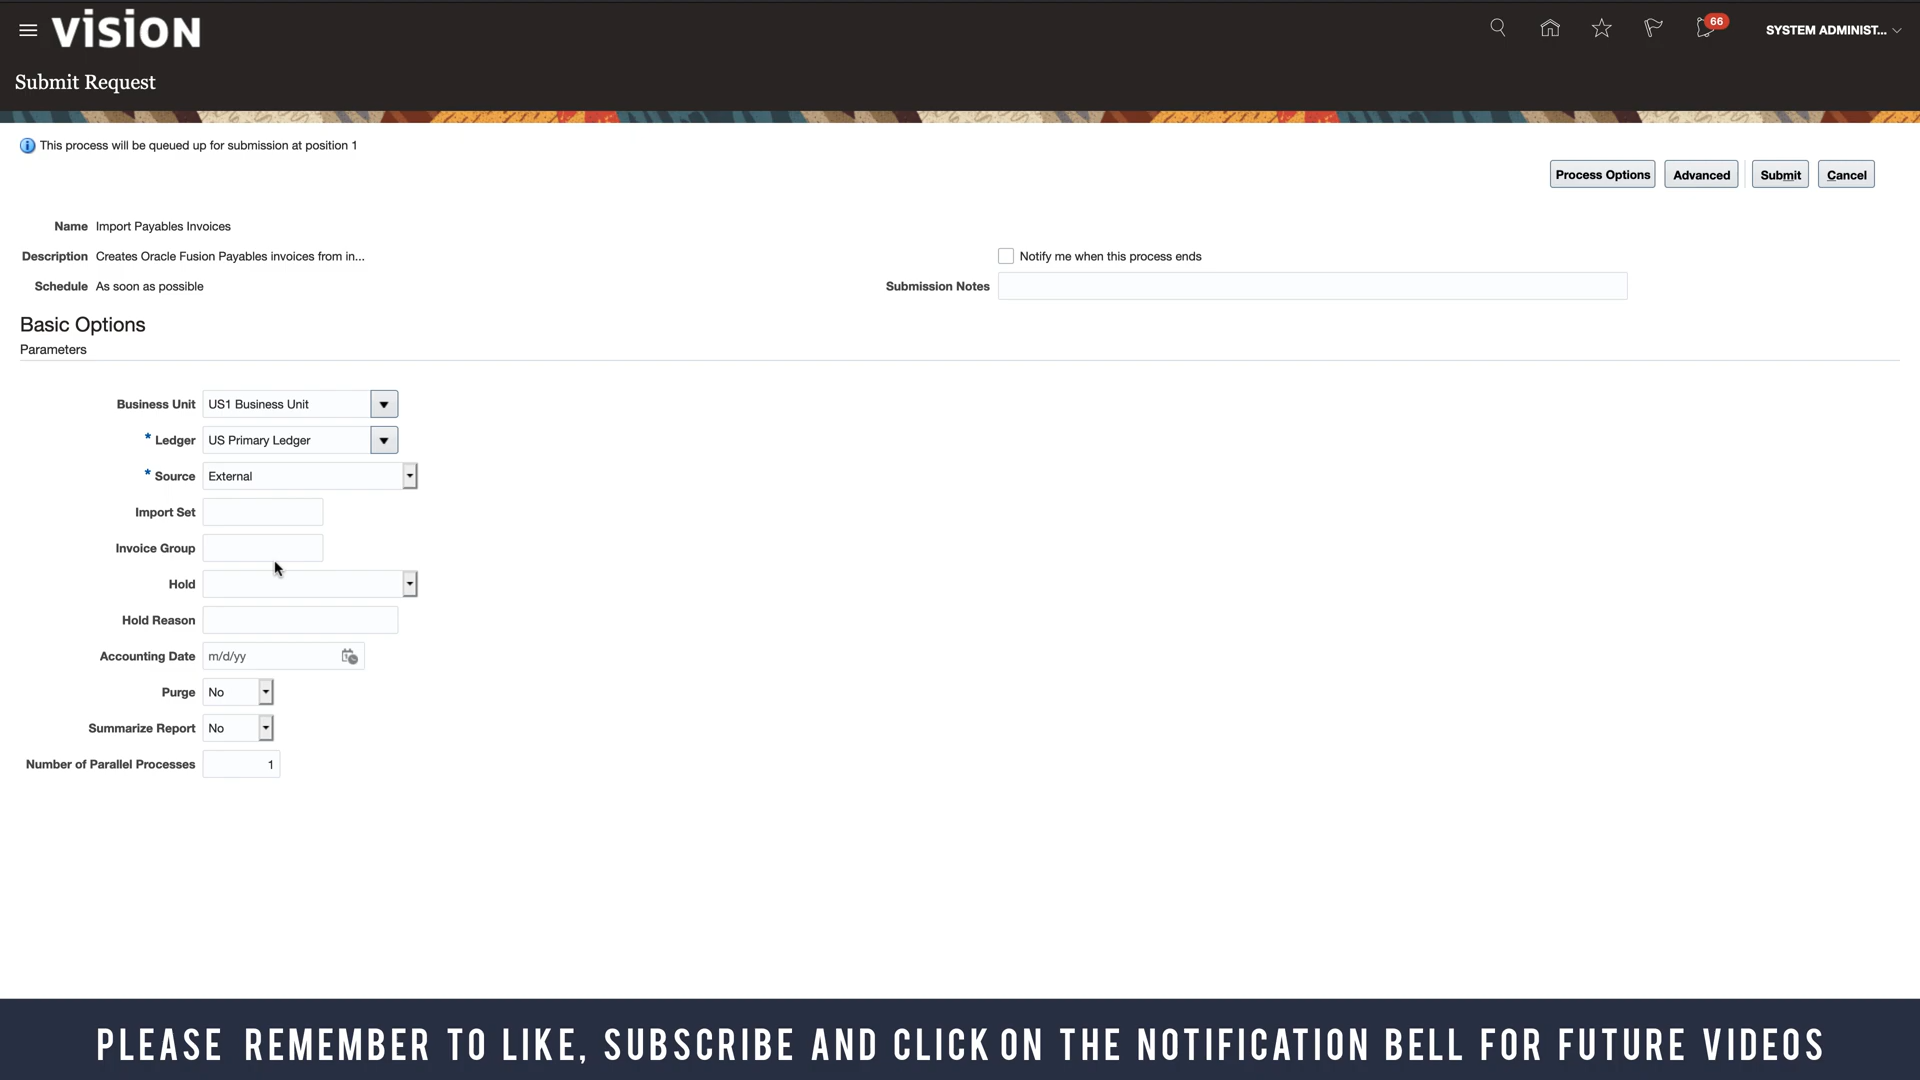 VISION
66
SYSTEM ADMINIST...
Submit Request
This process will be queued up for submission at position 1
Process Options
Advanced
Submit
Cancel
Name Import Payables Invoices
Description Creates Oracle Fusion Payables invoices from in...
Notify me when this process ends
Schedule As soon as possible
Submission Notes
Basic Options
Parameters
Business Unit US1 Business Unit
* Ledger US Primary Ledger
* Source External
Import Set
Invoice Group
Hold
Hold Reason
Accounting Date m/d/yy
Purge No
Summarize Report No
Number of Parallel Processes 1
PLEASE REMEMBER TO LIKE, SUBSCRIBE AND CLICK ON THE NOTIFICATION BELL FOR FUTURE VIDEOS